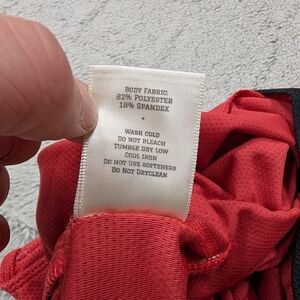 BODY FABRIC:
82% POLYESTER
18% SPANDEX
WASH COLD
DO NOT BLEACH
TUMBLE DRY LOW
COOL IRON
DO NOT USE SOFTENERS
DO NOT DRYCLEAN